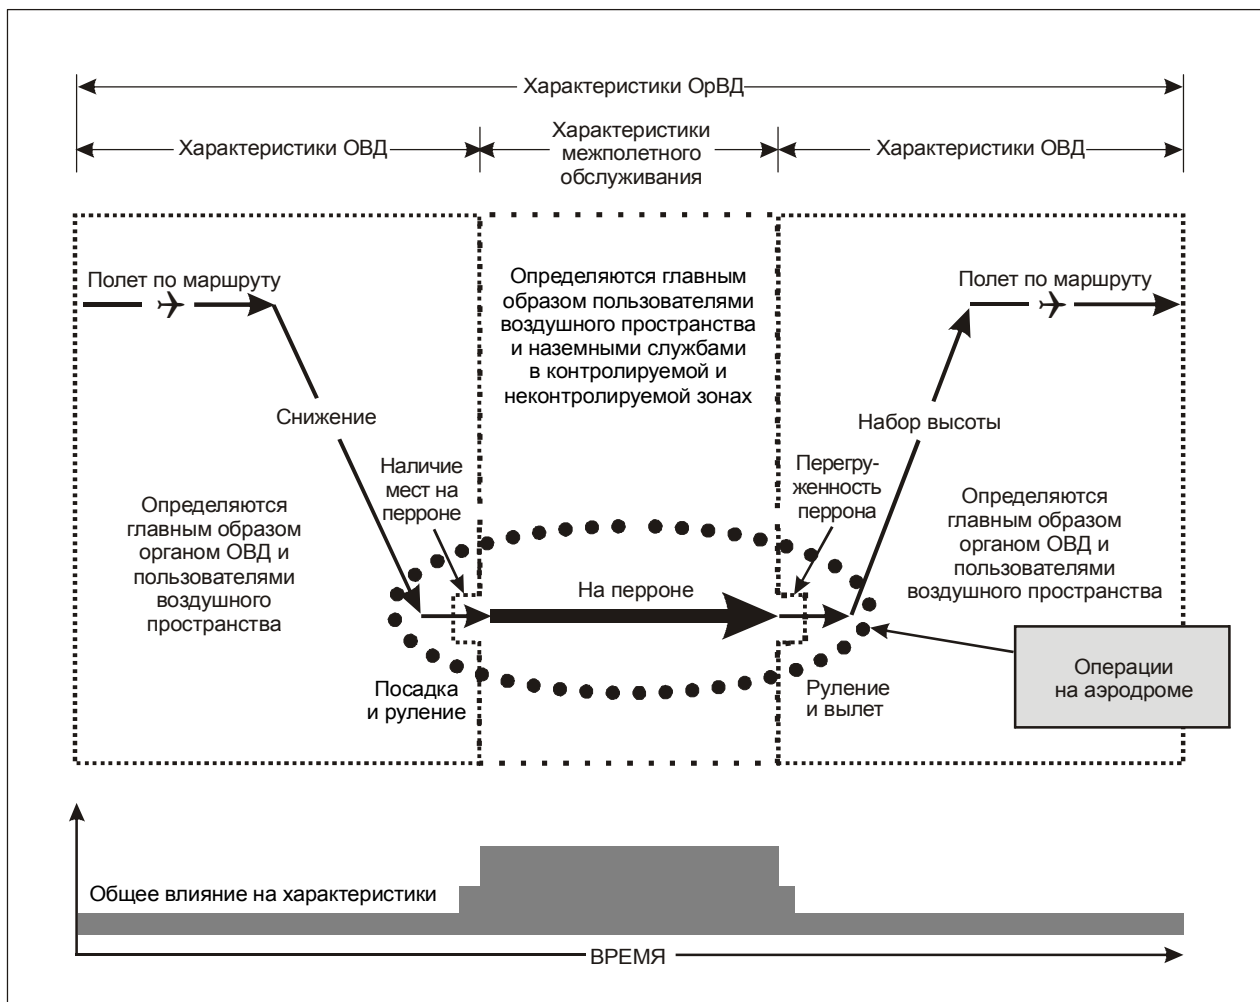 Характеристики ОрВД
Характеристики ОВД
Характеристики
межполетного
обслуживания
Характеристики ОВД
Полет по маршруту
Определяются главным
образом пользователями
воздушного пространства
и наземными службами
в контролируемой и
неконтролируемой зонах
Полет по маршруту
Снижение
Набор высоты
Наличие
мест на
перроне
Перегру-
женность
перрона
Определяются
главным образом
органом ОВД и
пользователями
воздушного
пространства
Определяются
главным образом
органом ОВД и
пользователями
воздушного пространства
На перроне
Посадка
и руление
Руление
и вылет
Операции
на аэродроме
Общее влияние на характеристики
ВРЕМЯ